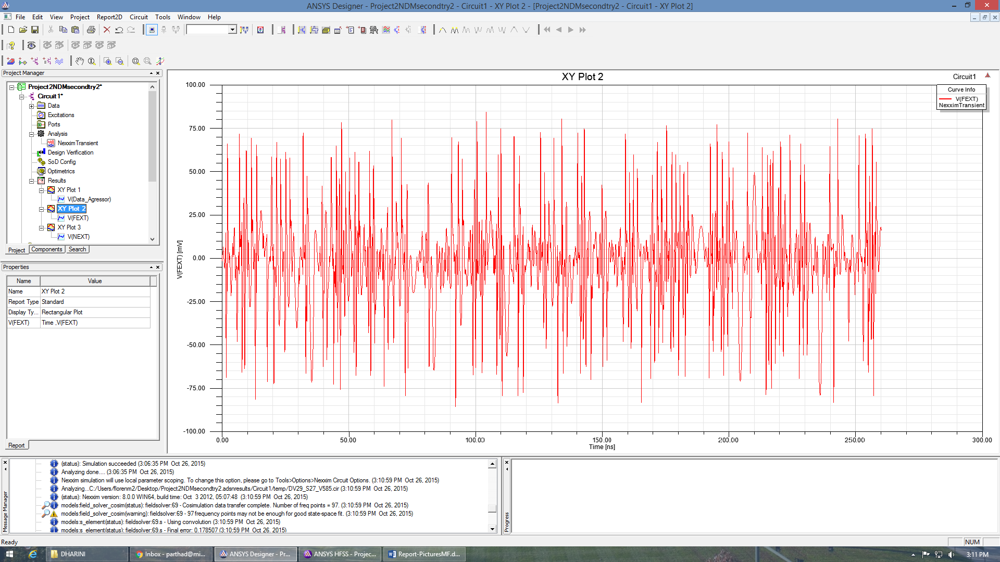 ANSYS Designer - Project2NDMsecondtry2 - Circuit1 - XY Plot 2 - [Project2NDMsecondtry2 - Circuit1 - XY Plot 2]
File Edit View Project Report2D Circuit Tools Window Help
Project Manager
Project2NDMsecondtry2*
Circuit1*
Data
Excitations
Ports
Analysis
NexximTransient
Design Verification
SoD Config
Optimetrics
Results
XY Plot 1
V(Data_Agressor)
XY Plot 2
V(FEXT)
XY Plot 3
V(NEXT)
Project Components Search
Properties
Name Value
Name XY Plot 2
Report Type Standard
Display Ty... Rectangular Plot
V(FEXT) Time ,V(FEXT)
Report
XY Plot 2
Circuit1
Curve Info
V(FEXT)
NexximTransient
100.00
75.00
50.00
25.00
0.00
-25.00
-50.00
-75.00
-100.00
V(FEXT) [mV]
0.00 50.00 100.00 150.00 200.00 250.00 300.00
Time [ns]
Message Manager
(status): Simulation succeeded (3:06:35 PM Oct 26, 2015)
Analyzing done.... (3:06:35 PM Oct 26, 2015)
Nexxim simulation will use local parameter scoping. To change this option, please go to Tools>Options>Nexxim Circuit Options. (3:10:59 PM Oct 26, 2015)
Analyzing...C:/Users/florenm2/Desktop/Project2NDMsecondtry2.adsnresults/Circuit1/temp/DV29_S27_V585.cir (3:10:59 PM Oct 26, 2015)
(status): Nexxim version: 8.0.0 WIN64, build time: Oct 3 2012, 05:07:48 (3:10:59 PM Oct 26, 2015)
models:field_solver_cosim(status): fieldsolver:69 - Cosimulation data transfer complete. Number of freq points = 97. (3:10:59 PM Oct 26, 2015)
models:field_solver_cosim(warning): fieldsolver:69 - 97 frequency points may not be enough for good state-space fit. (3:10:59 PM Oct 26, 2015)
models:s_element(status): fieldsolver:69.s - Using convolution (3:10:59 PM Oct 26, 2015)
models:s_element(status): fieldsolver:69.s - Final error: 0.178507 (3:10:59 PM Oct 26, 2015)
Progress
Ready
NUM
DHARINI
Inbox - parthad@mi...
ANSYS Designer - Pr...
ANSYS HFSS - Projec...
Report-PicturesMF.d...
3:11 PM